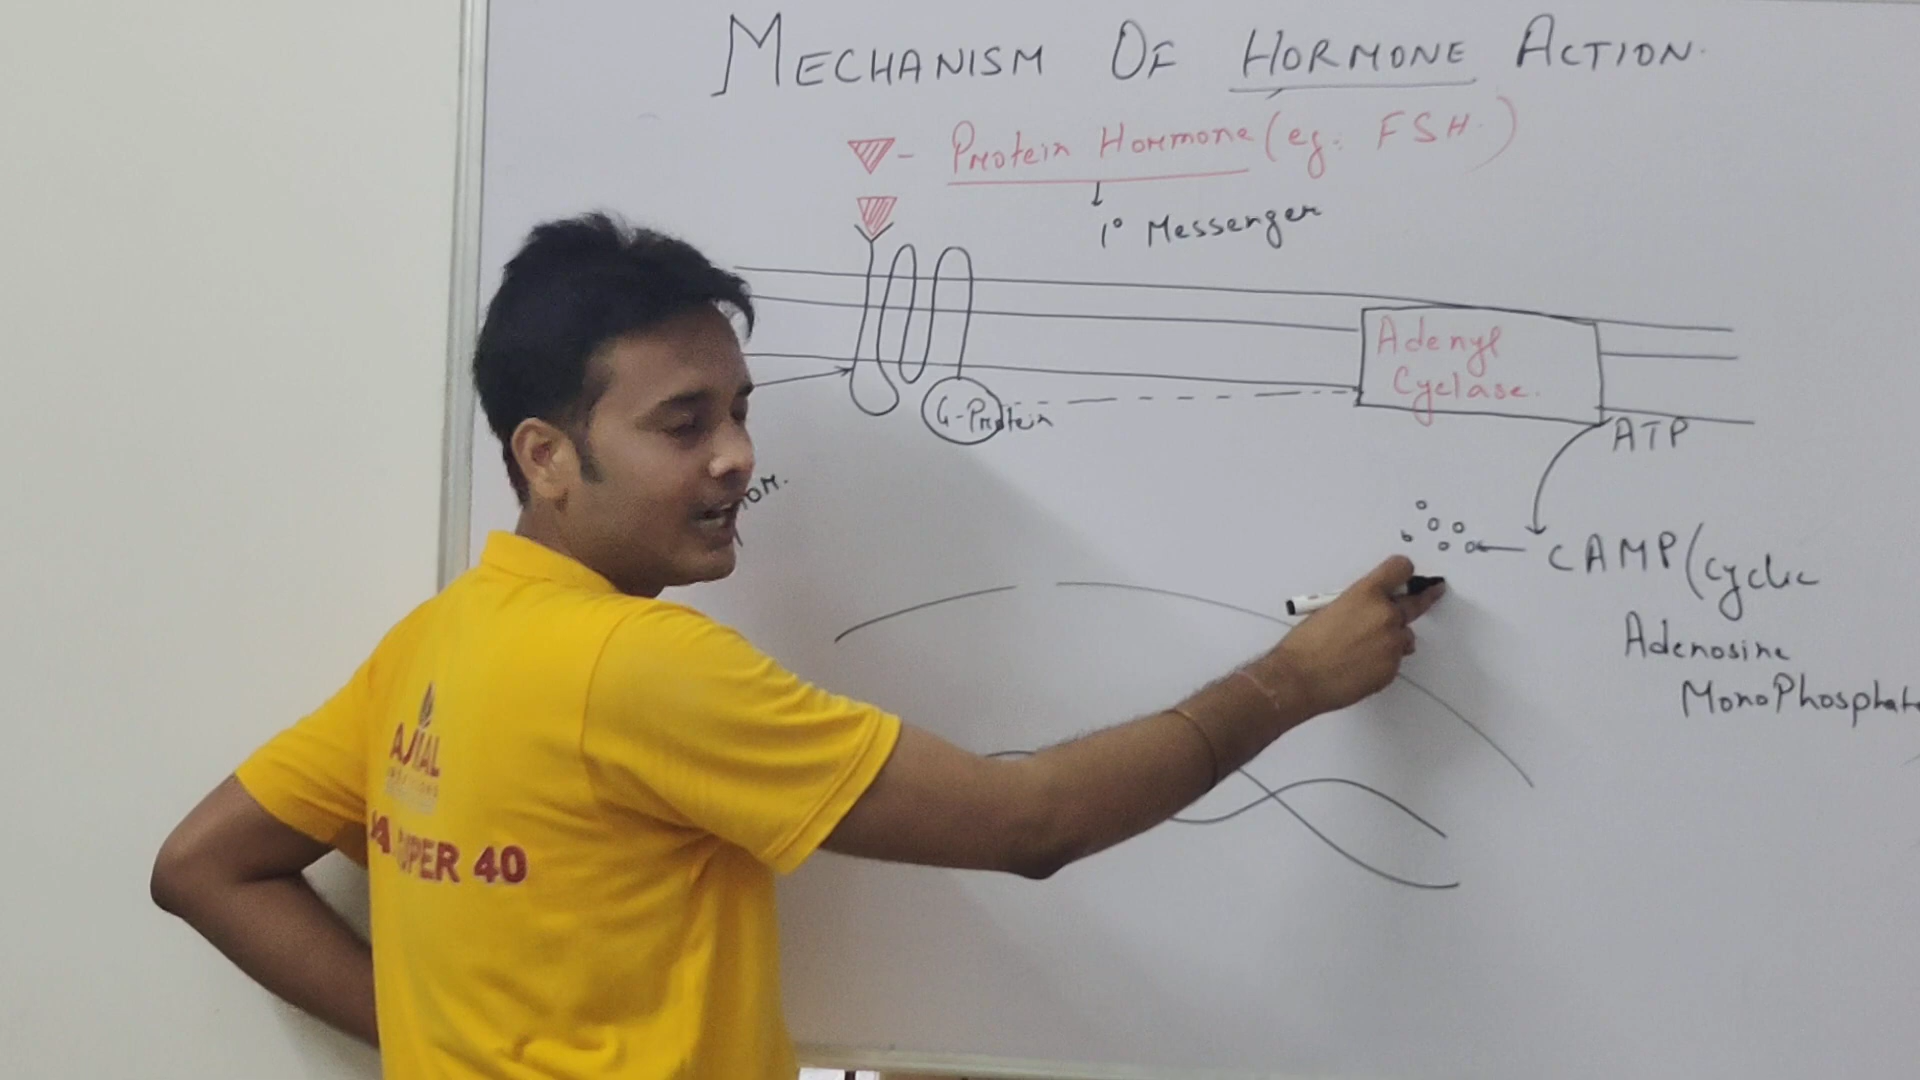 MECHANISM OF HORMONE ACTION.
- Protein Hormone (eg. FSH.)
1° Messenger
Adenyl
Cyclase.
G-Protein
ATP
CAMP (Cyclic
Adenosine
MonoPhosphate
SUPER 40